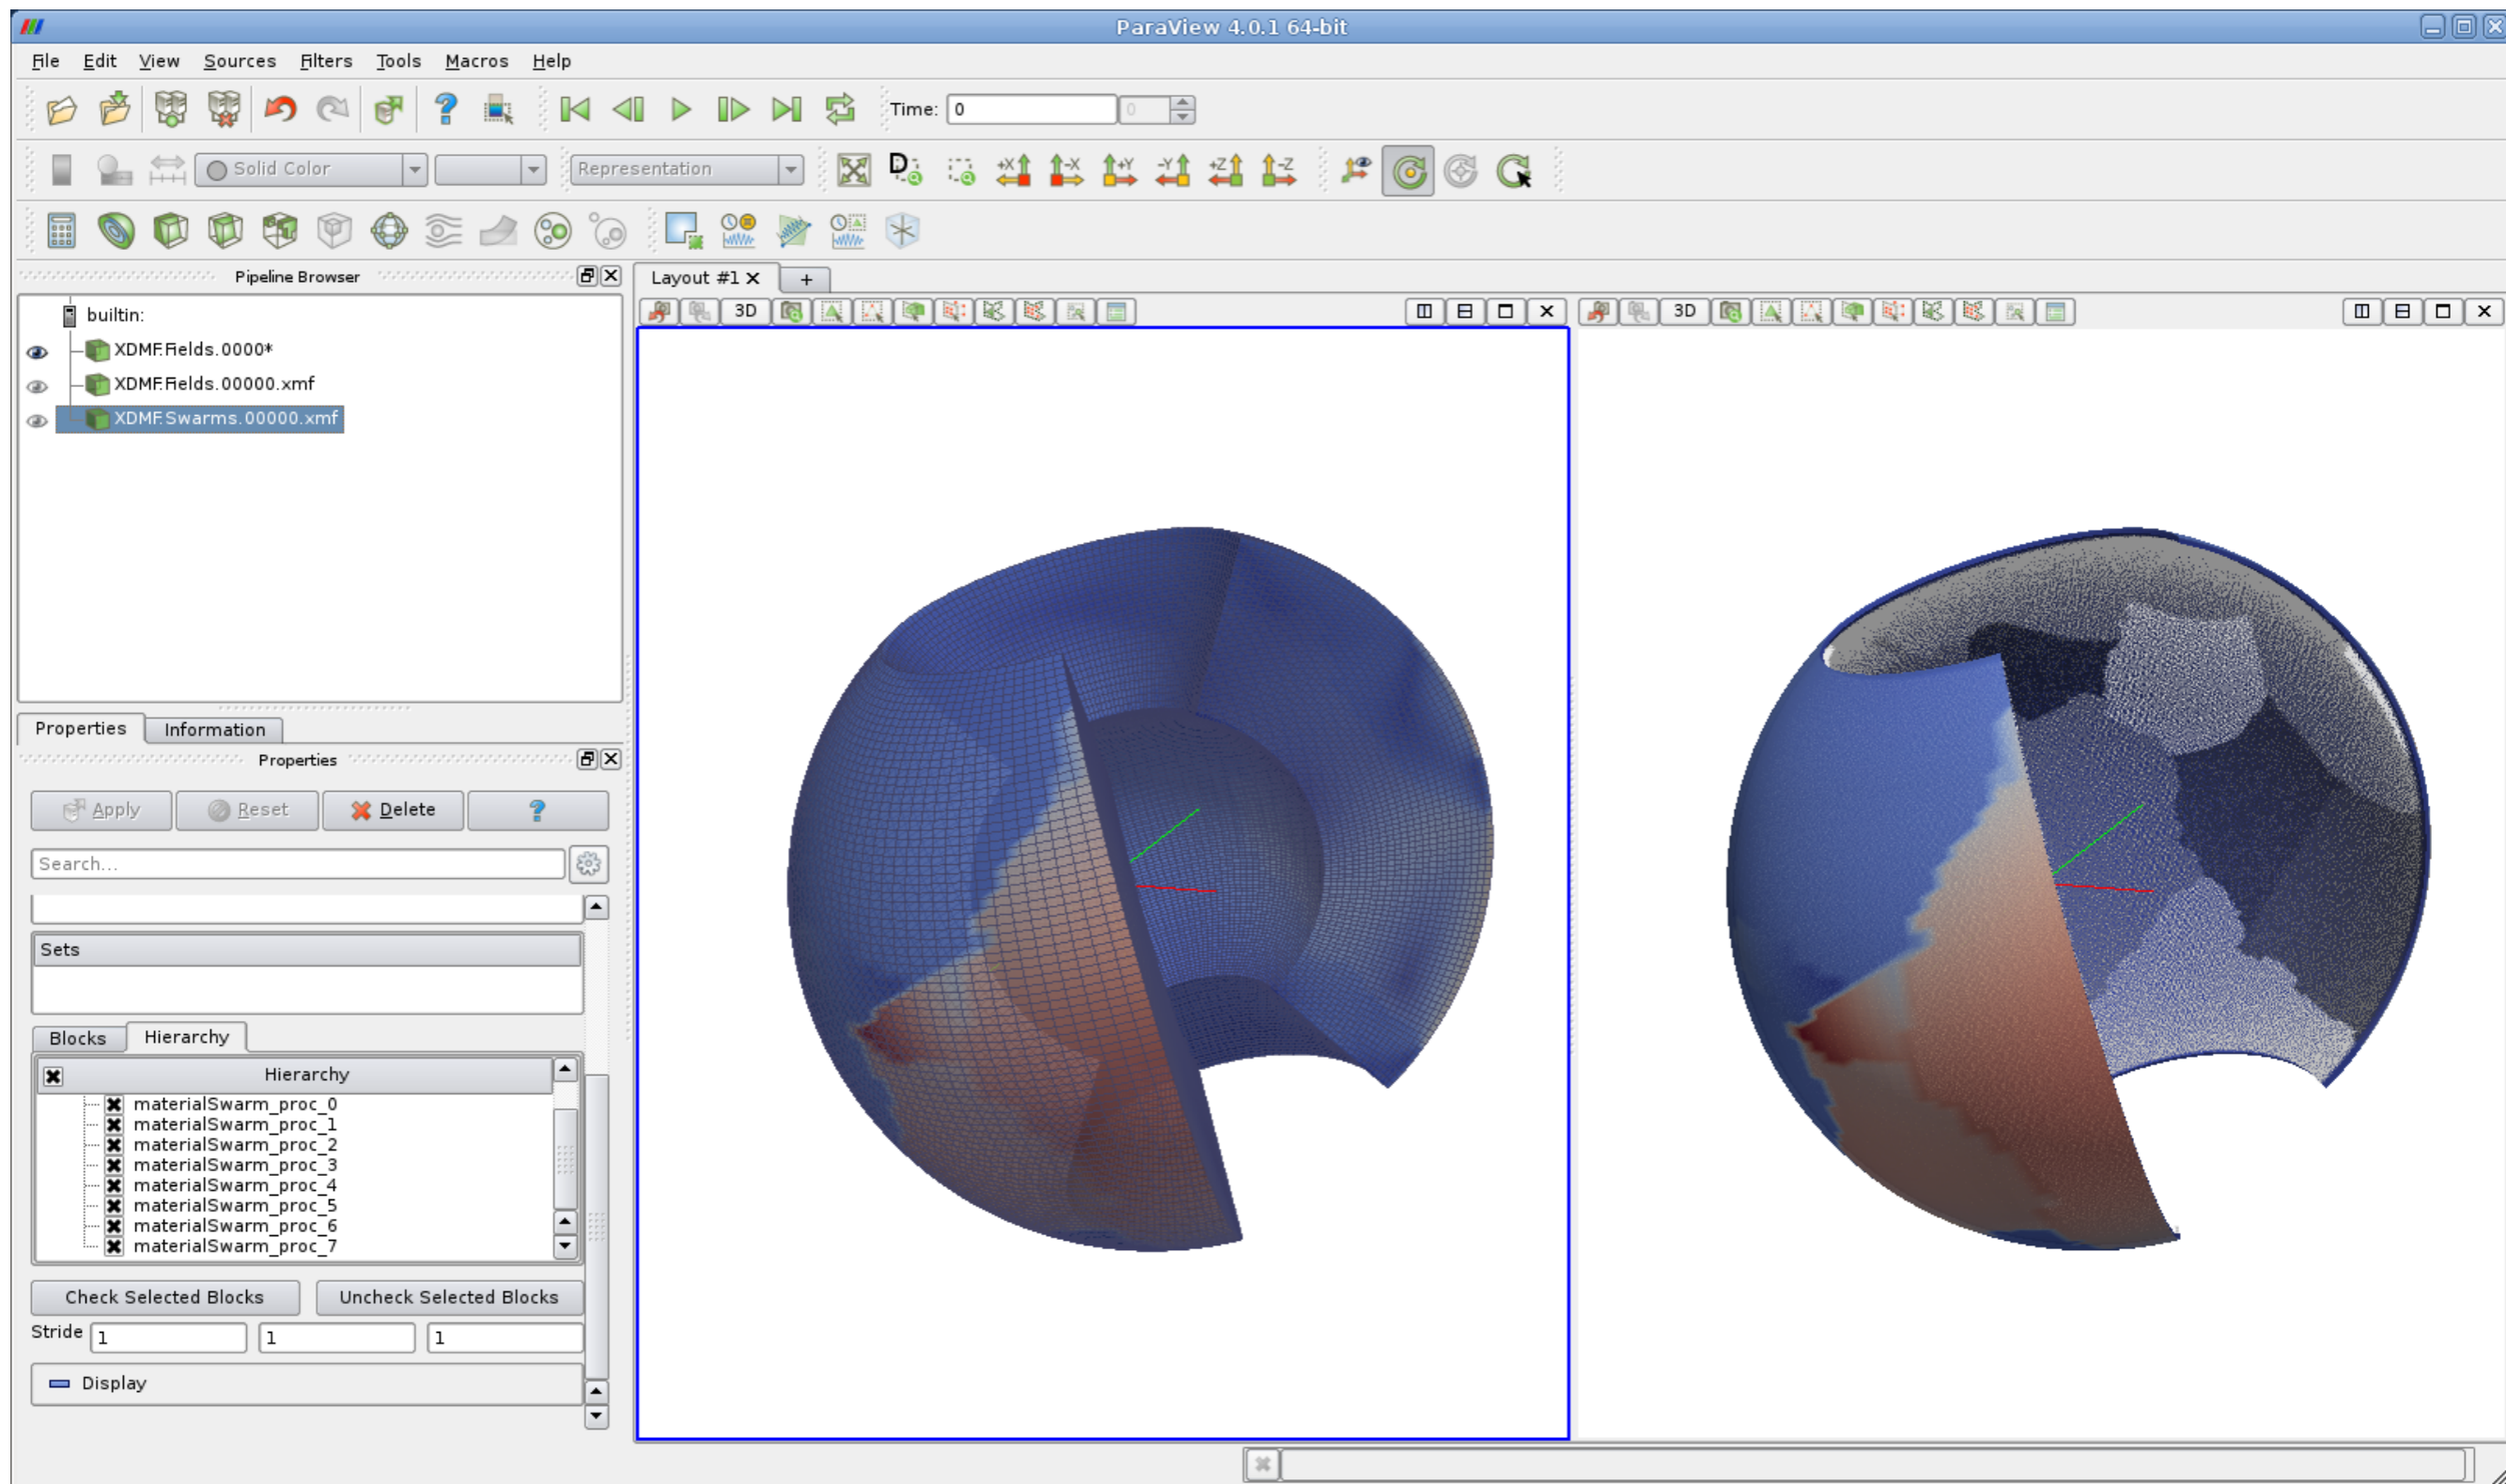 ParaView 4.0.1 64-bit
File Edit View Sources Filters Tools Macros Help
Time: 0 0
Solid Color Representation D +X -X +Y -Y +Z -Z
Pipeline Browser
Layout #1 +
3D 3D
builtin:
XDMF.Fields.0000*
XDMF.Fields.00000.xmf
XDMF.Swarms.00000.xmf
Properties Information
Properties
Apply Reset Delete ?
Search...
Sets
Blocks Hierarchy
Hierarchy
materialSwarm_proc_0
materialSwarm_proc_1
materialSwarm_proc_2
materialSwarm_proc_3
materialSwarm_proc_4
materialSwarm_proc_5
materialSwarm_proc_6
materialSwarm_proc_7
Check Selected Blocks Uncheck Selected Blocks
Stride 1 1 1
Display